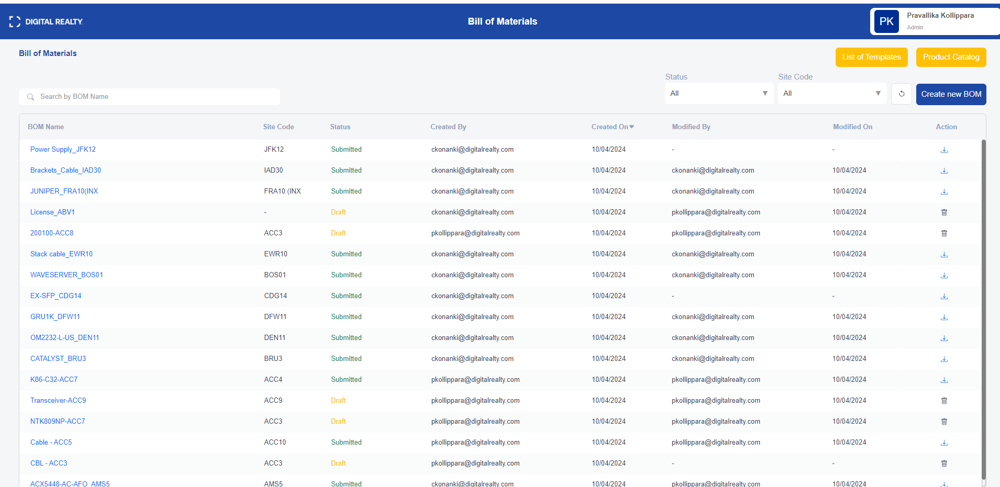 DIGITAL REALTY
Bill of Materials
PK
Pravallika Kollippara
Admin
Bill of Materials
List of Templates
Product Catalog
Status
Site Code
Search by BOM Name
All
All
Create new BOM
BOM Name Site Code Status Created By Created On Modified By Modified On Action
Power Supply_JFK12 JFK12 Submitted ckonanki@digitalrealty.com 10/04/2024 - -
Brackets_Cable_IAD30 IAD30 Submitted ckonanki@digitalrealty.com 10/04/2024 ckonanki@digitalrealty.com 10/04/2024
JUNIPER_FRA10(INX FRA10 (INX Submitted ckonanki@digitalrealty.com 10/04/2024 ckonanki@digitalrealty.com 10/04/2024
License_ABV1 - Draft ckonanki@digitalrealty.com 10/04/2024 pkollippara@digitalrealty.com 10/04/2024
200100-ACC8 ACC3 Draft pkollippara@digitalrealty.com 10/04/2024 pkollippara@digitalrealty.com 10/04/2024
Stack cable_EWR10 EWR10 Submitted ckonanki@digitalrealty.com 10/04/2024 ckonanki@digitalrealty.com 10/04/2024
WAVESERVER_BOS01 BOS01 Submitted ckonanki@digitalrealty.com 10/04/2024 ckonanki@digitalrealty.com 10/04/2024
EX-SFP_CDG14 CDG14 Submitted ckonanki@digitalrealty.com 10/04/2024 - -
GRU1K_DFW11 DFW11 Submitted ckonanki@digitalrealty.com 10/04/2024 ckonanki@digitalrealty.com 10/04/2024
OM2232-L-US_DEN11 DEN11 Submitted ckonanki@digitalrealty.com 10/04/2024 ckonanki@digitalrealty.com 10/04/2024
CATALYST_BRU3 BRU3 Submitted ckonanki@digitalrealty.com 10/04/2024 ckonanki@digitalrealty.com 10/04/2024
K86-C32-ACC7 ACC4 Submitted pkollippara@digitalrealty.com 10/04/2024 pkollippara@digitalrealty.com 10/04/2024
Transceiver-ACC9 ACC9 Draft pkollippara@digitalrealty.com 10/04/2024 pkollippara@digitalrealty.com 10/04/2024
NTK809NP-ACC7 ACC3 Draft pkollippara@digitalrealty.com 10/04/2024 pkollippara@digitalrealty.com 10/04/2024
Cable - ACC5 ACC10 Submitted pkollippara@digitalrealty.com 10/04/2024 pkollippara@digitalrealty.com 10/04/2024
CBL - ACC3 ACC3 Draft pkollippara@digitalrealty.com 10/04/2024 - -
ACX5448-AC-AFO_AMS5 AMS5 Submitted ckonanki@digitalrealty.com 10/04/2024 pkollippara@digitalrealty.com 10/04/2024